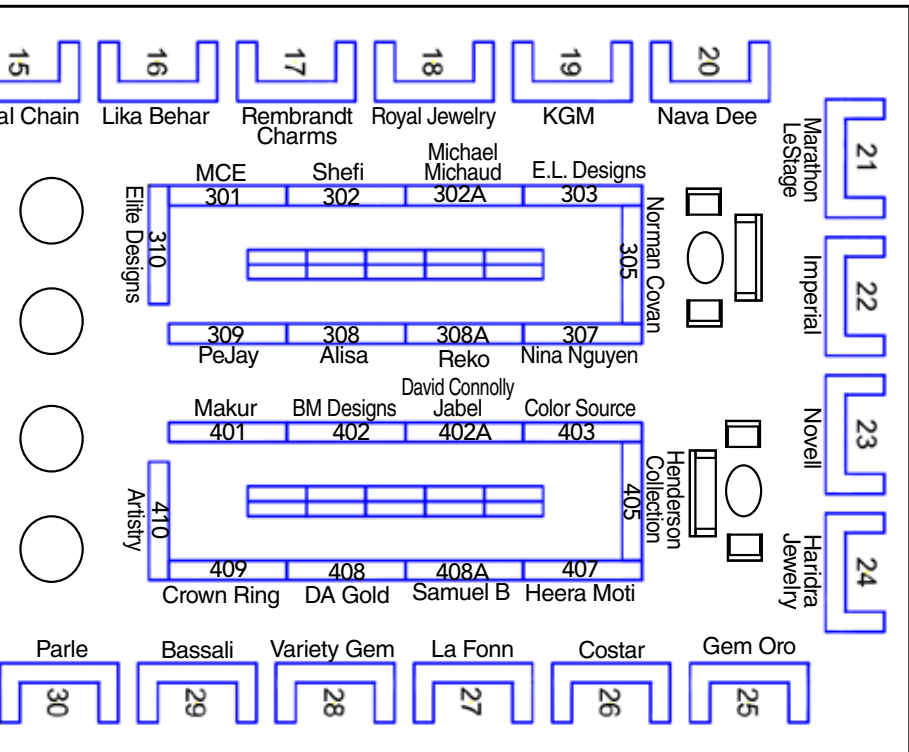 15
16
17
18
19
20
al Chain
Lika Behar
Rembrandt
Charms
Royal Jewelry
KGM
Nava Dee
21
Marathon
LeStage
22
Imperial
23
Novell
24
Haridra
Jewelry
MCE
Shefi
Michael
Michaud
E.L. Designs
301
302
302A
303
Elite Designs
310
305
Norman Covan
309
308
308A
307
PeJay
Alisa
Reko
Nina Nguyen
Makur
BM Designs
David Connolly
Jabel
Color Source
401
402
402A
403
Artistry
410
405
Henderson
Collection
409
408
408A
407
Crown Ring
DA Gold
Samuel B
Heera Moti
Parle
Bassali
Variety Gem
La Fonn
Costar
Gem Oro
30
29
28
27
26
25